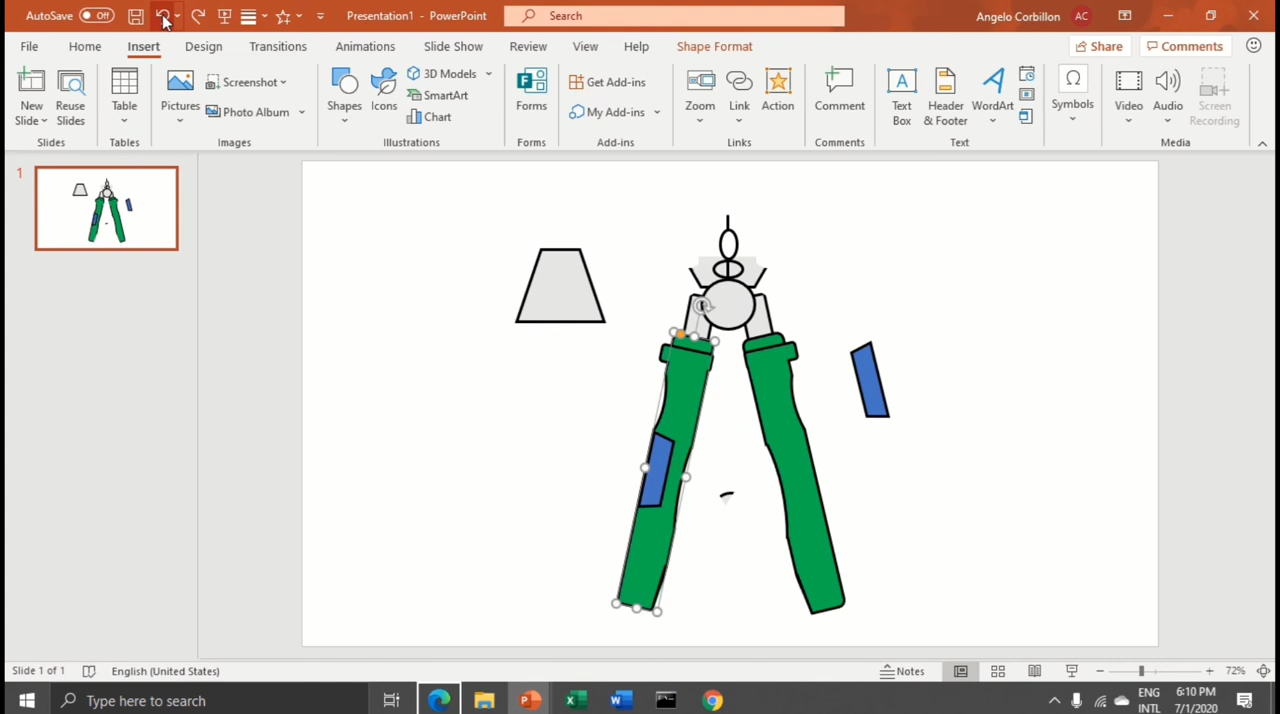 AutoSave Off Presentation1 - PowerPoint Search Angelo Corbillon AC
File Home Insert Design Transitions Animations Slide Show Review View Help Shape Format Share Comments
New Slide Reuse Slides Table Pictures Screenshot Photo Album Shapes Icons 3D Models SmartArt Chart Forms Get Add-ins My Add-ins Zoom Link Action Comment Text Box Header & Footer WordArt Symbols Video Audio Screen Recording
Slides Tables Images Illustrations Forms Add-ins Links Comments Text Media
1
Slide 1 of 1 English (United States) Notes 72%
Type here to search ENG INTL 6:10 PM 7/1/2020